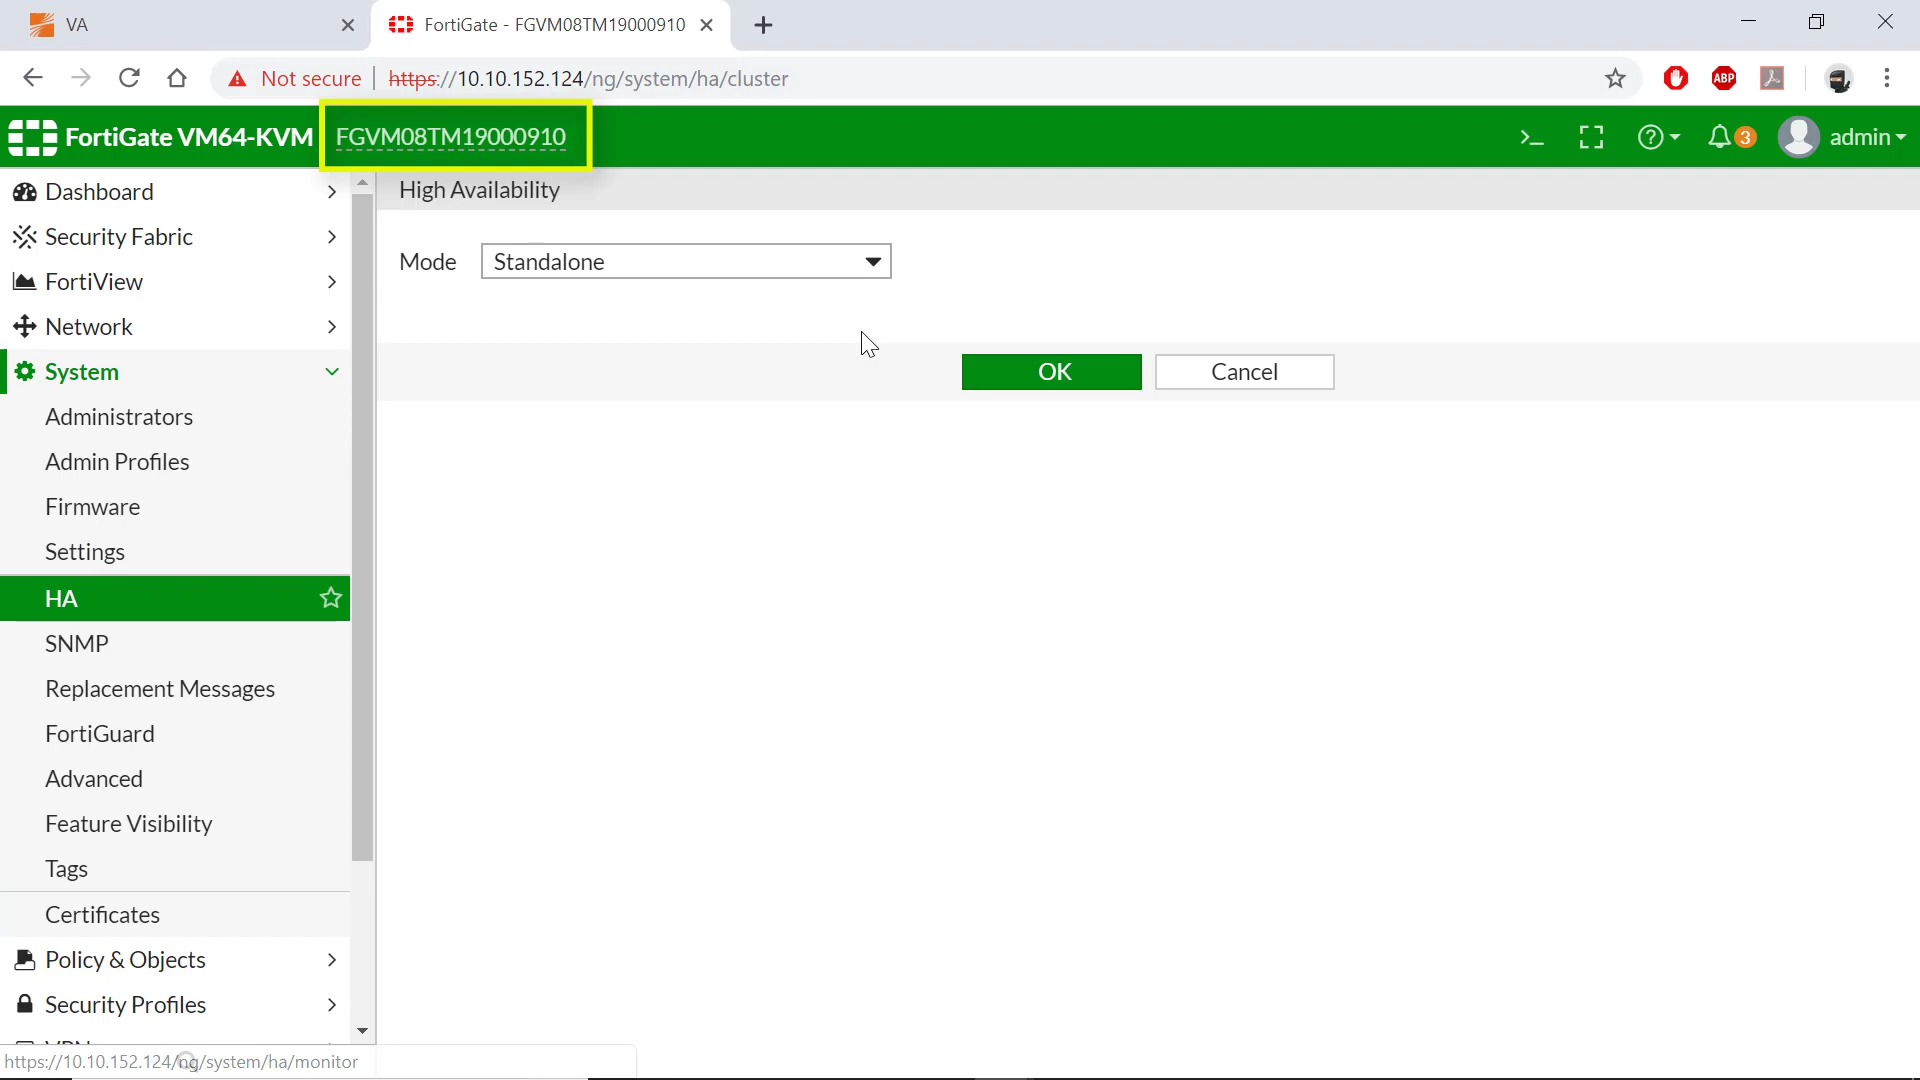 VA
FortiGate - FGVM08TM19000910
Not secure
https://10.10.152.124/ng/system/ha/cluster
ABP
FortiGate VM64-KVM FGVM08TM19000910
3
admin
Dashboard
Security Fabric
FortiView
Network
System
Administrators
Admin Profiles
Firmware
Settings
HA
SNMP
Replacement Messages
FortiGuard
Advanced
Feature Visibility
Tags
Certificates
Policy & Objects
Security Profiles
VPN
High Availability
Mode Standalone
OK Cancel
https://10.10.152.124/ng/system/ha/monitor